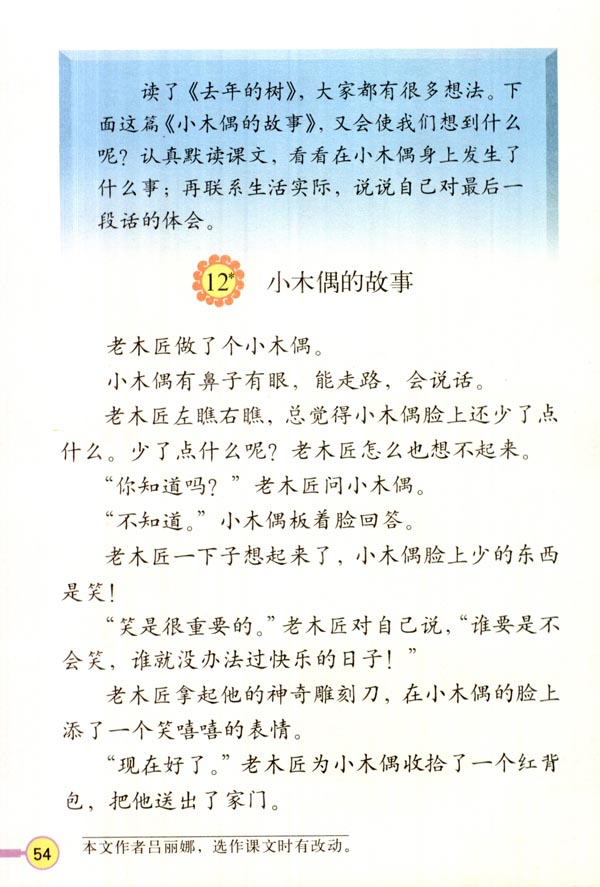 读了《去年的树》，大家都有很多想法。下
面这篇《小木偶的故事》，又会使我们想到什么
呢？认真默读课文，看看在小木偶身上发生了
什么事；再联系生活实际，说说自己对最后一
段话的体会。
12* 小木偶的故事
老木匠做了个小木偶。
小木偶有鼻子有眼，能走路，会说话。
老木匠左瞧右瞧，总觉得小木偶脸上还少了点
什么。少了点什么呢？老木匠怎么也想不起来。
“你知道吗？”老木匠问小木偶。
“不知道。”小木偶板着脸回答。
老木匠一下子想起来了，小木偶脸上少的东西
是笑！
“笑是很重要的。”老木匠对自己说，“谁要是不
会笑，谁就没办法过快乐的日子！”
老木匠拿起他的神奇雕刻刀，在小木偶的脸上
添了一个笑嘻嘻的表情。
“现在好了。”老木匠为小木偶收拾了一个红背
包，把他送出了家门。
本文作者吕丽娜，选作课文时有改动。
54